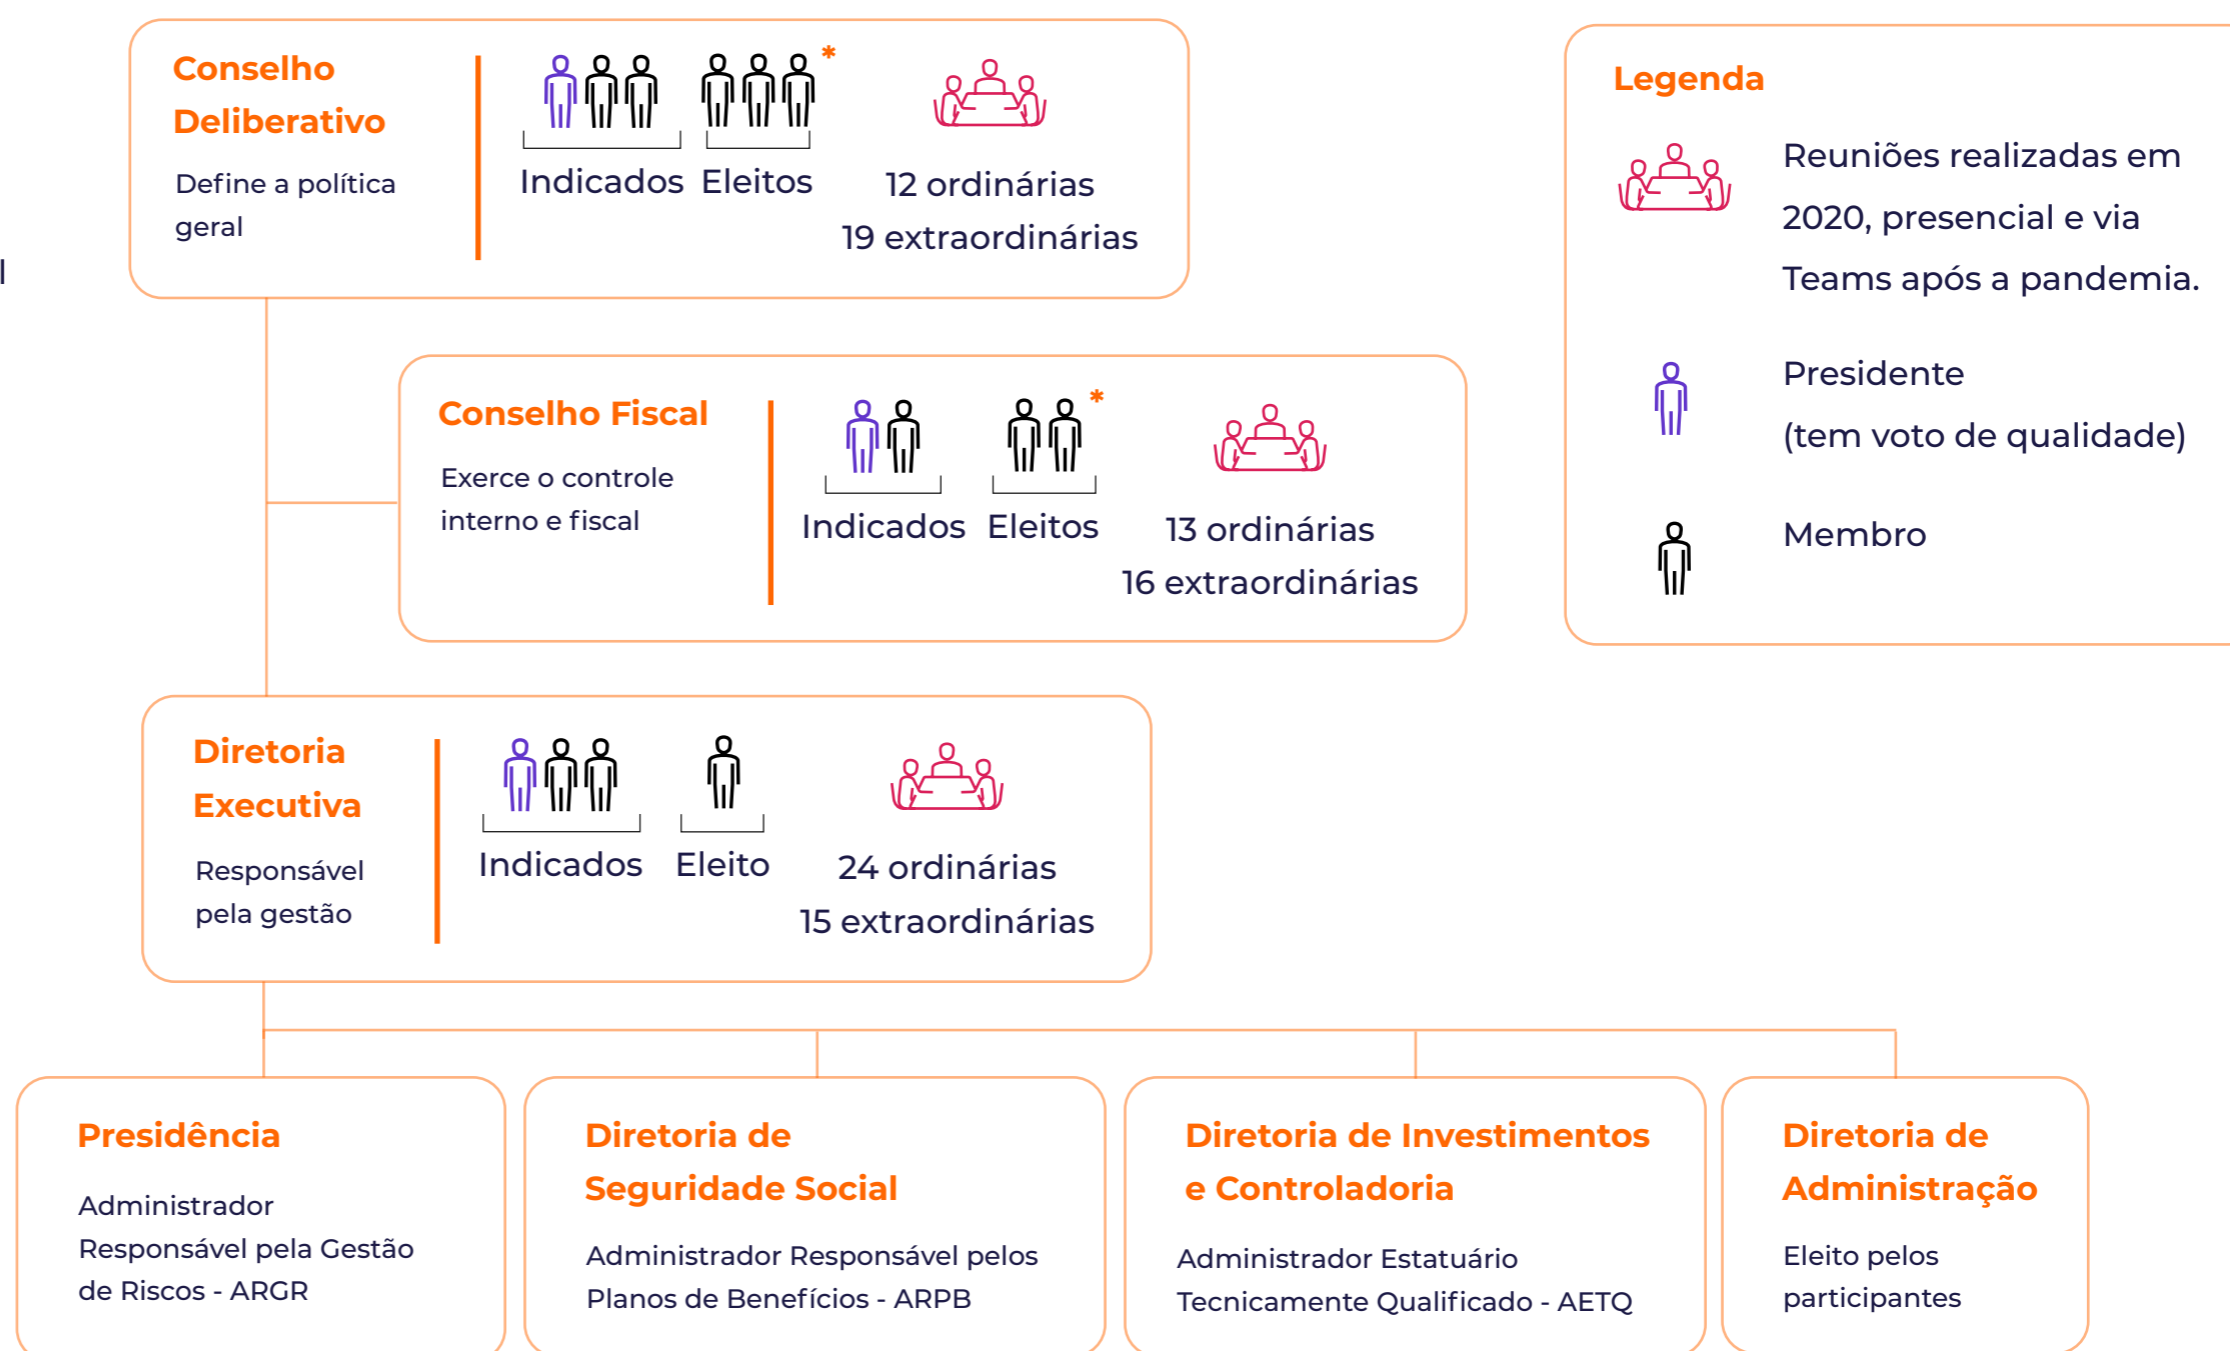 Conselho
Deliberativo
Define a política
geral
Indicados Eleitos*
12 ordinárias
19 extraordinárias
l
Legenda
Reuniões realizadas em
2020, presencial e via
Teams após a pandemia.
Presidente
(tem voto de qualidade)
Membro
Conselho Fiscal
Exerce o controle
interno e fiscal
Indicados Eleitos*
13 ordinárias
16 extraordinárias
Diretoria
Executiva
Responsável
pela gestão
Indicados Eleito
24 ordinárias
15 extraordinárias
Presidência
Administrador
Responsável pela Gestão
de Riscos - ARGR
Diretoria de
Seguridade Social
Administrador Responsável pelos
Planos de Benefícios - ARPB
Diretoria de Investimentos
e Controladoria
Administrador Estatuário
Tecnicamente Qualificado - AETQ
Diretoria de
Administração
Eleito pelos
participantes